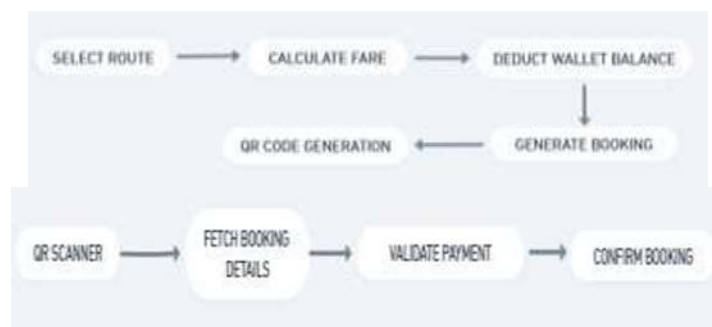 SELECT ROUTE
CALCULATE FARE
DEDUCT WALLET BALANCE
GENERATE BOOKING
QR CODE GENERATION
QR SCANNER
FETCH BOOKING
DETAILS
VALIDATE PAYMENT
CONFIRM BOOKING